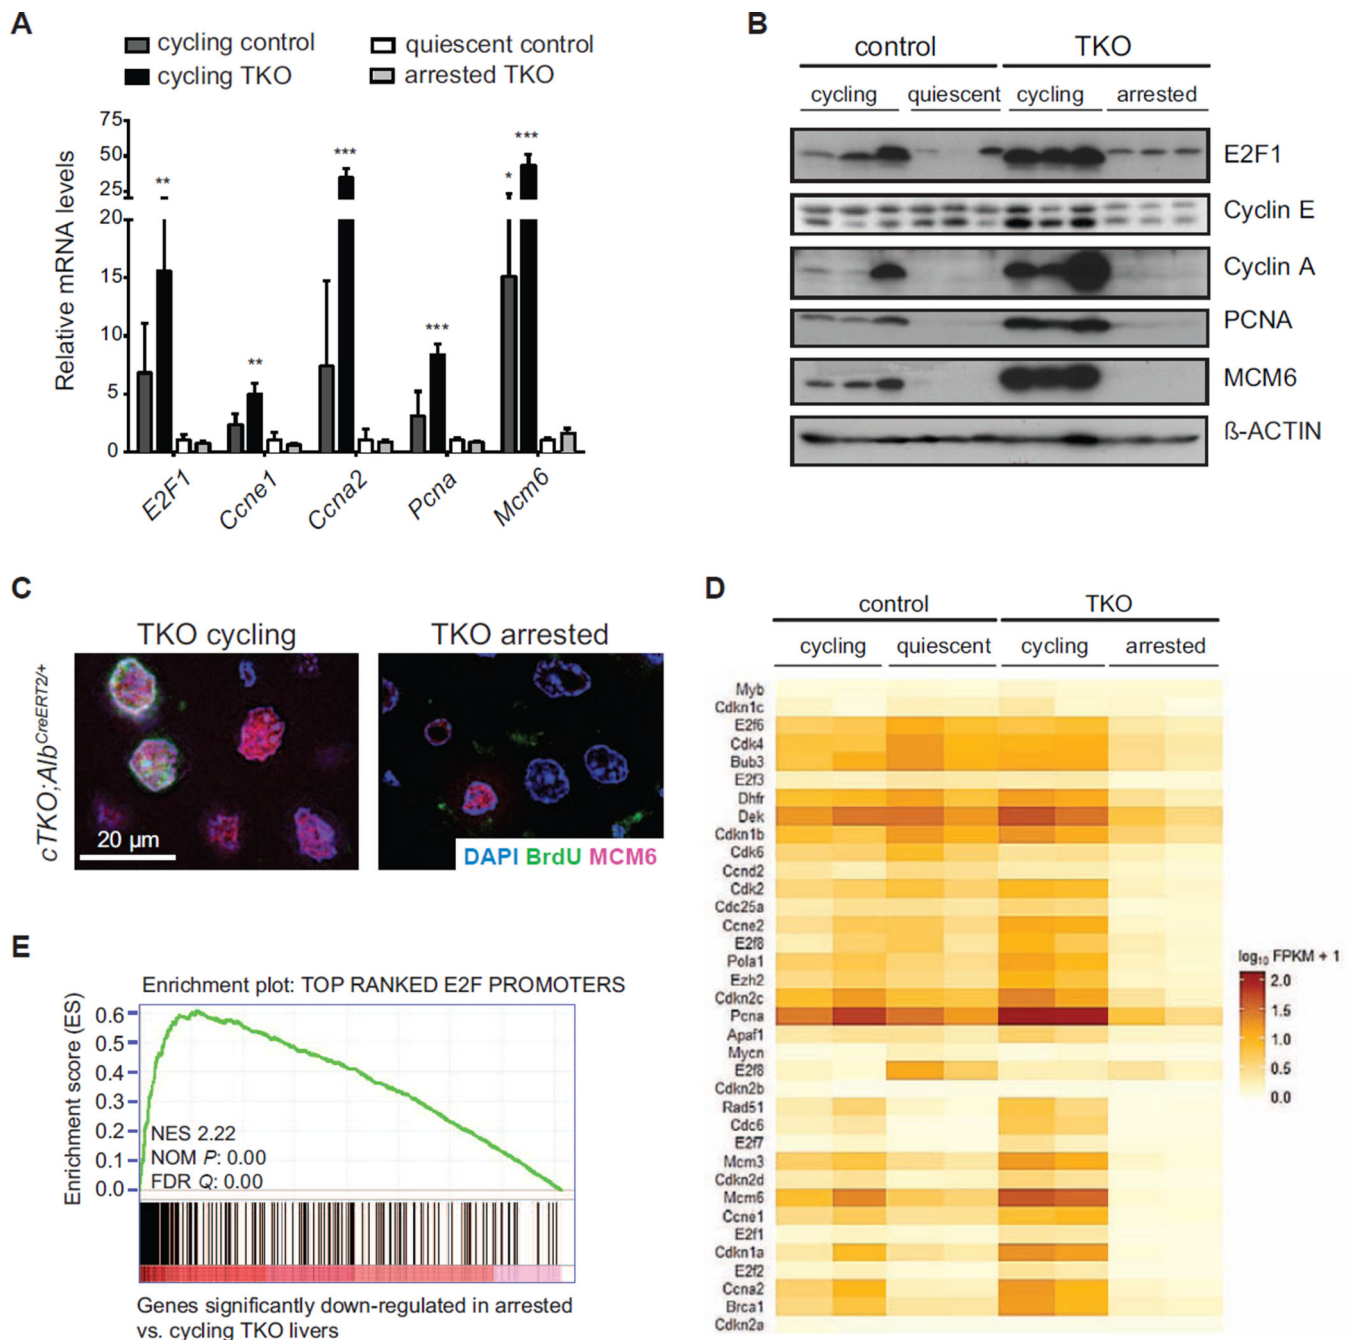 A
cycling control
quiescent control
cycling TKO
arrested TKO
Relative mRNA levels
75
50
25
20
15
10
5
0
**
**
***
***
*
***
E2F1
Ccne1
Ccna2
Pcna
Mcm6
B
control
TKO
cycling
quiescent
cycling
arrested
E2F1
Cyclin E
Cyclin A
PCNA
MCM6
ß-ACTIN
C
TKO cycling
TKO arrested
cTKO;AlbCreERT2/+
20 µm
DAPI BrdU MCM6
D
control
TKO
cycling
quiescent
cycling
arrested
Myb
Cdkn1c
E2f6
Cdk4
Bub3
E2f3
Dhfr
Dek
Cdkn1b
Cdk6
Ccnd2
Cdk2
Cdc25a
Ccne2
E2f8
Pola1
Ezh2
Cdkn2c
Pcna
Apaf1
Mycn
E2f8
Cdkn2b
Rad51
Cdc6
E2f7
Mcm3
Cdkn2d
Mcm6
Ccne1
E2f1
Cdkn1a
E2f2
Ccna2
Brca1
Cdkn2a
log10 FPKM + 1
2.0
1.5
1.0
0.5
0.0
E
Enrichment plot: TOP RANKED E2F PROMOTERS
Enrichment score (ES)
0.6
0.5
0.4
0.3
0.2
0.1
0.0
NES 2.22
NOM P: 0.00
FDR Q: 0.00
Genes significantly down-regulated in arrested
vs. cycling TKO livers